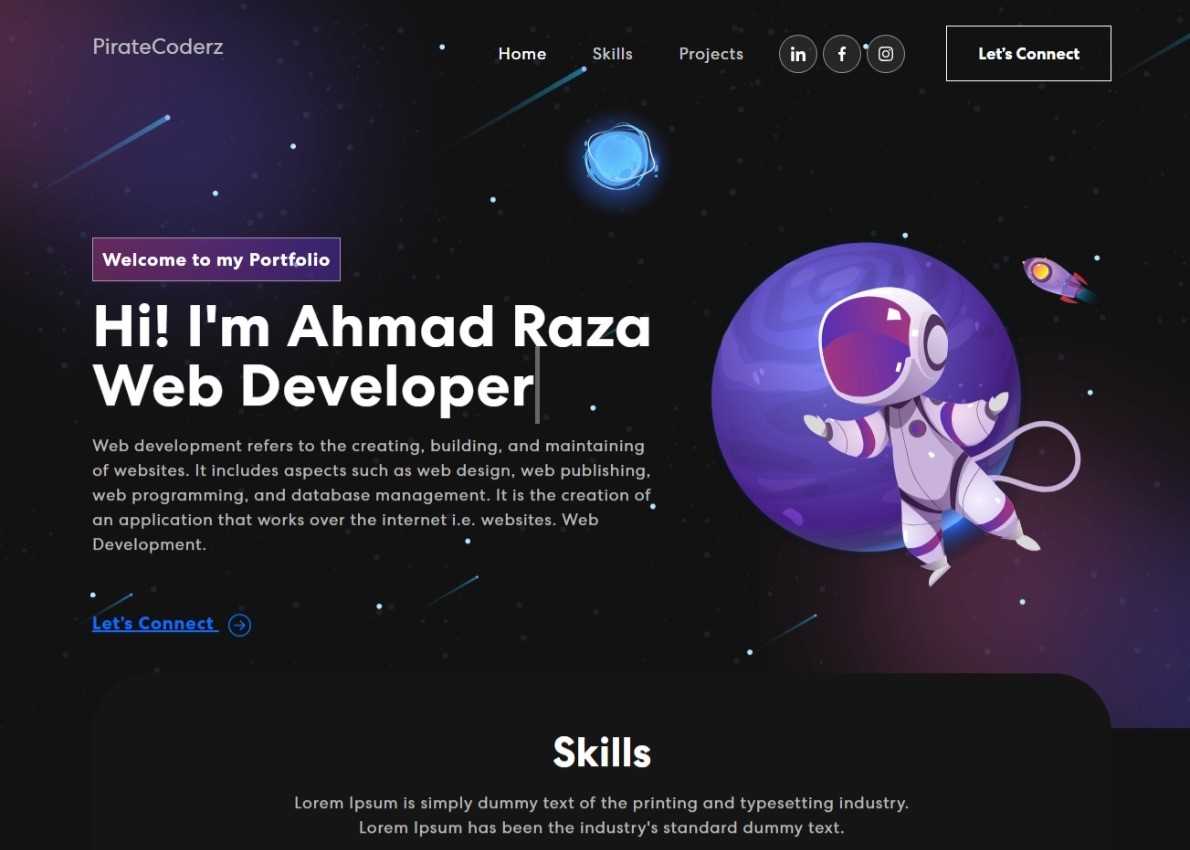 PirateCoderz
Home Skills Projects Let's Connect
Welcome to my Portfolio
Hi! I'm Ahmad Raza
Web Developer
Web development refers to the creating, building, and maintaining
of websites. It includes aspects such as web design, web publishing,
web programming, and database management. It is the creation of
an application that works over the internet i.e. websites. Web
Development.
Let's Connect
Skills
Lorem Ipsum is simply dummy text of the printing and typesetting industry.
Lorem Ipsum has been the industry's standard dummy text.